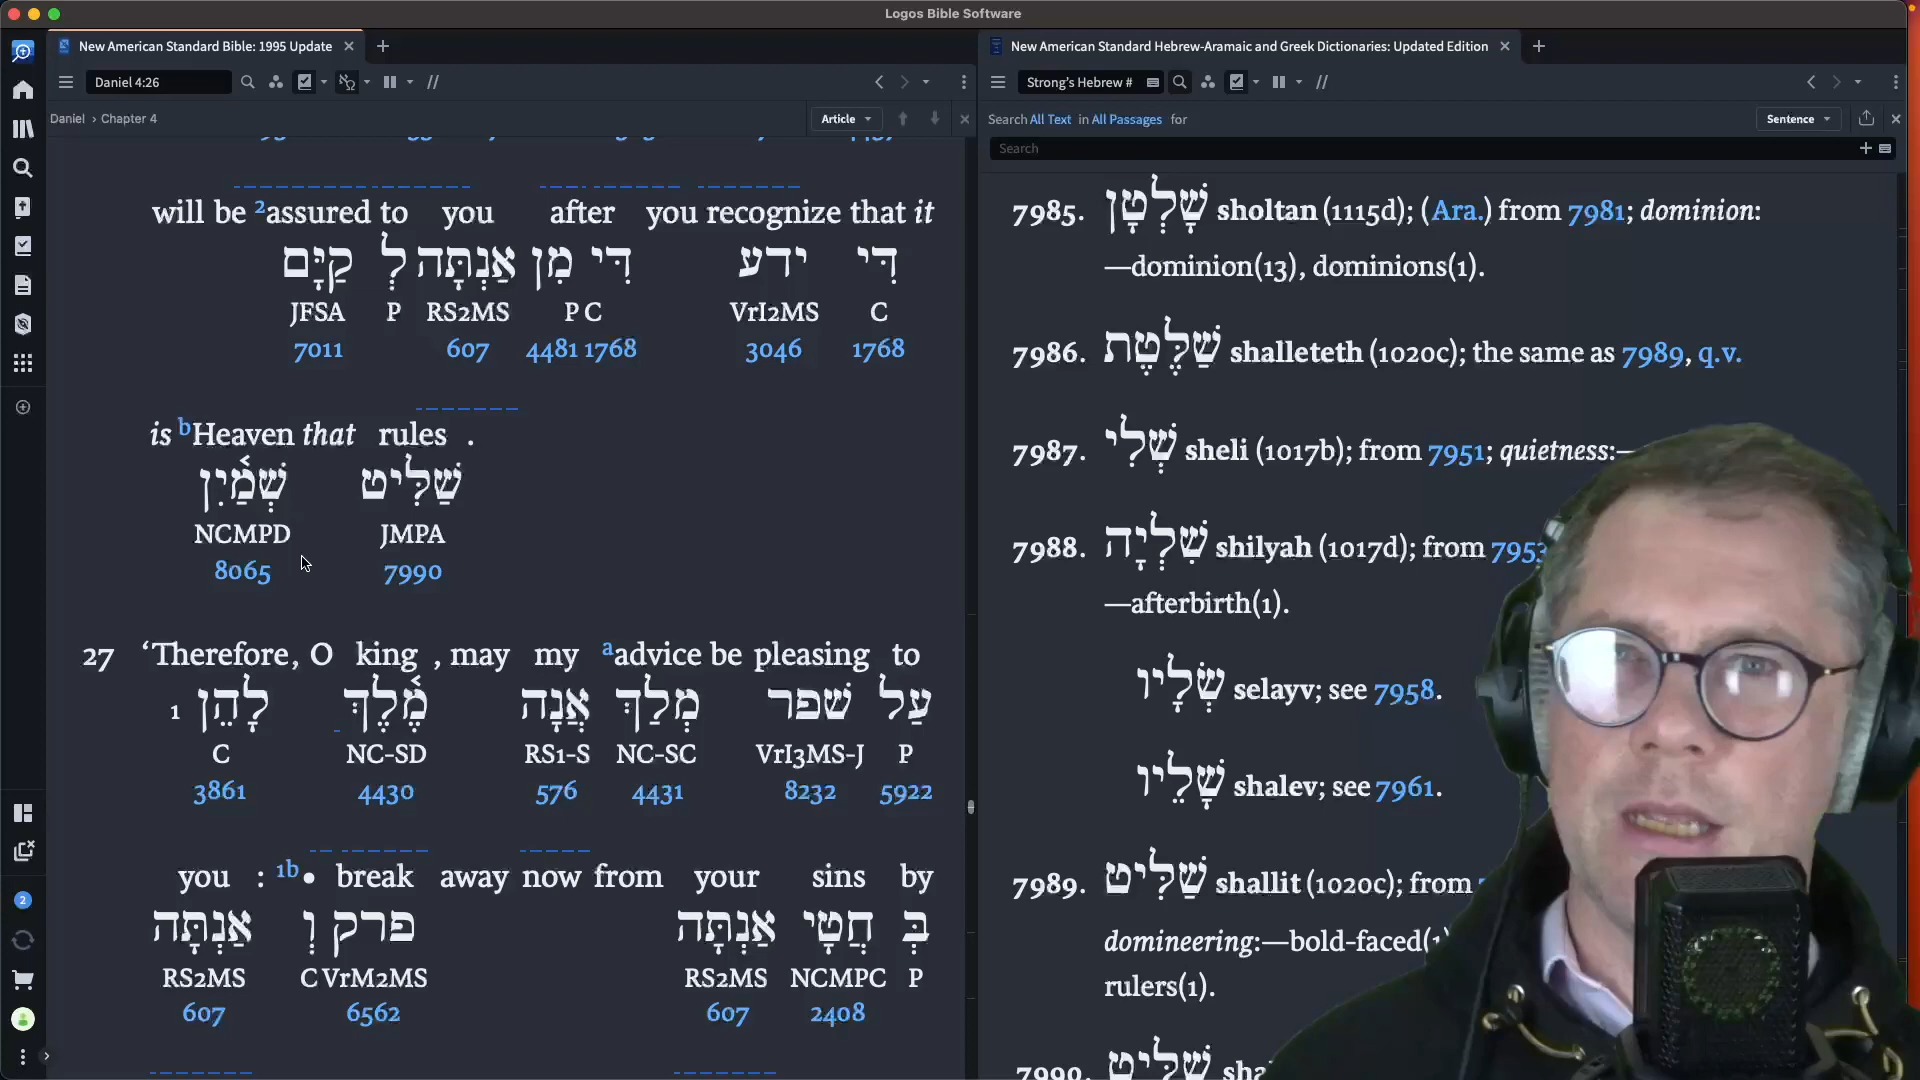 Logos Bible Software
New American Standard Bible: 1995 Update
New American Standard Hebrew-Aramaic and Greek Dictionaries: Updated Edition
Daniel 4:26
Strong's Hebrew #
Daniel › Chapter 4
Article
Search All Text in All Passages for
Sentence
Search
will be ²assured to you after you recognize that it
קַיָּם לְ אַנְתָּה מִן דִּי ידע דִּי
JFSA P RS2MS P C VrI2MS C
7011 607 4481 1768 3046 1768
is ᵇHeaven that rules .
שְׁמַ֫יִן שַׁלִּיט
NCMPD JMPA
8065 7990
27 ‘Therefore, O king , may my ᵃadvice be pleasing to
1 לָהֵן מֶ֫לֶךְ אֲנָה מְלַךְ שׁפר עַל
C NC-SD RS1-S NC-SC VrI3MS-J P
3861 4430 576 4431 8232 5922
you : ¹ᵇ• break away now from your sins by
אַנְתָּה וְ פרק אַנְתָּה חֲטָי בְּ
RS2MS C VrM2MS RS2MS NCMPC P
607 6562 607 2408
7985. שָׁלְטָן sholtan (1115d); (Ara.) from 7981; dominion:
—dominion(13), dominions(1).
7986. שַׁלֶּטֶת shalleteth (1020c); the same as 7989, q.v.
7987. שְׁלִי sheli (1017b); from 7951; quietness:—
7988. שִׁלְיָה shilyah (1017d); from 7953
—afterbirth(1).
שְׂלָיו selayv; see 7958.
שָׁלֵיו shalev; see 7961.
7989. שַׁלִּיט shallit (1020c); from
domineering:—bold-faced(1)
rulers(1).
7990. שַׁלִּיט
2